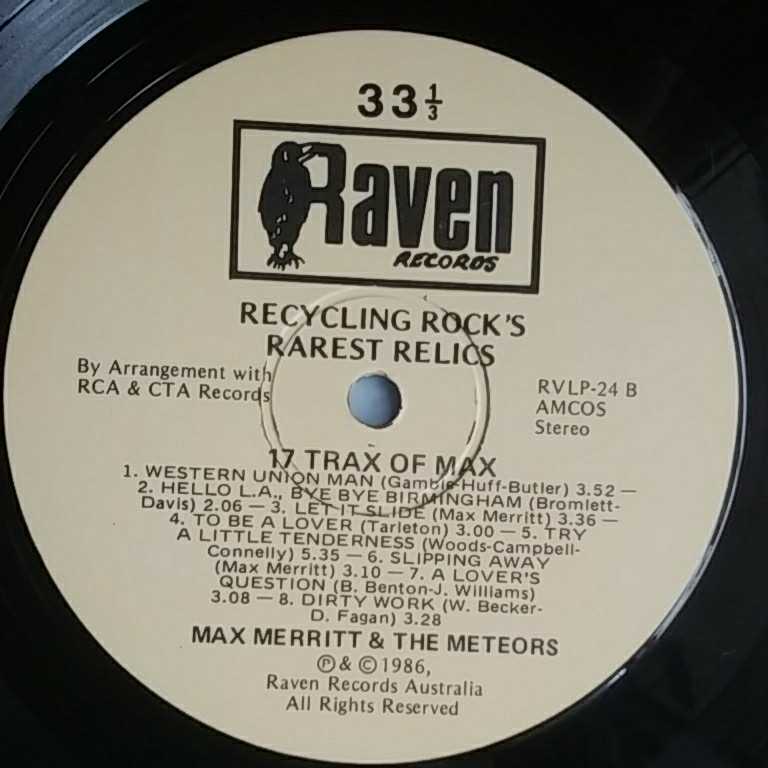 33 1/3
Raven
RECORDS
RECYCLING ROCK'S
RAREST RELICS
By Arrangement with
RCA & CTA Records
RVLP-24 B
AMCOS
Stereo
17 TRAX OF MAX
1. WESTERN UNION MAN (Gamble-Huff-Butler) 3.52 —
2. HELLO L.A., BYE BYE BIRMINGHAM (Bromlett-
Davis) 2.06 — 3. LET IT SLIDE (Max Merritt) 3.36 —
4. TO BE A LOVER (Tarleton) 3.00 — 5. TRY
A LITTLE TENDERNESS (Woods-Campbell-
Connelly) 5.35 — 6. SLIPPING AWAY
(Max Merritt) 3.10 — 7. A LOVER'S
QUESTION (B. Benton-J. Williams)
3.08 — 8. DIRTY WORK (W. Becker-
D. Fagan) 3.28
MAX MERRITT & THE METEORS
℗ & © 1986,
Raven Records Australia
All Rights Reserved